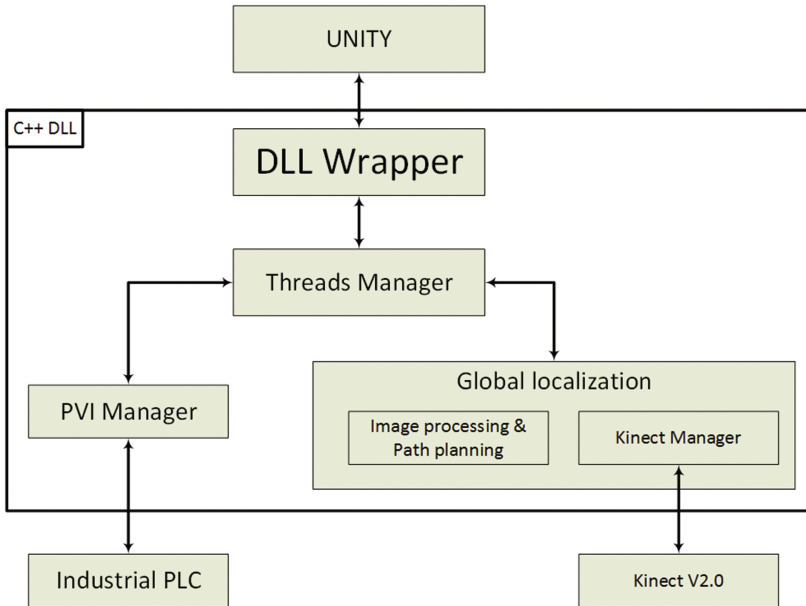 UNITY
C++ DLL
DLL Wrapper
Threads Manager
Global localization
PVI Manager
Image processing &
Path planning
Kinect Manager
Industrial PLC
Kinect V2.0